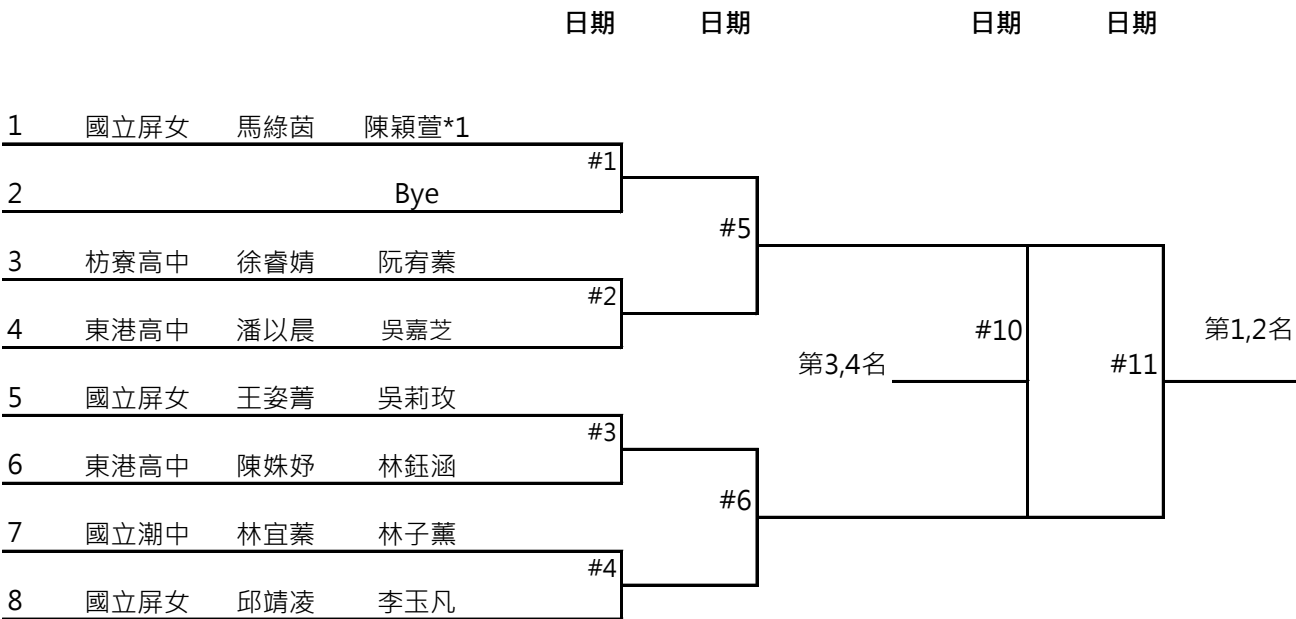 日期 日期 日期 日期
1 國立屏女 馬綠茵 陳穎萱*1
#1
2 Bye
#5
3 枋寮高中 徐睿婧 阮宥蓁
#2
4 東港高中 潘以晨 吳嘉芝
#10 第1,2名
第3,4名 #11
5 國立屏女 王姿菁 吳莉玫
#3
6 東港高中 陳姝妤 林鈺涵
#6
7 國立潮中 林宜蓁 林子薰
#4
8 國立屏女 邱靖凌 李玉凡